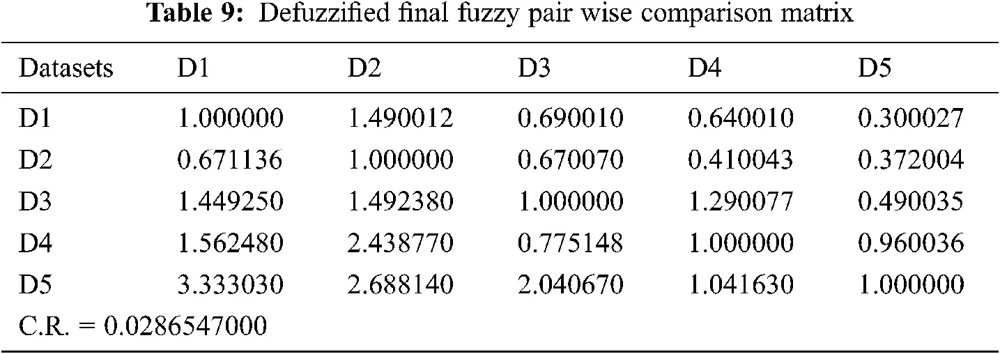 Table 9: Defuzzified final fuzzy pair wise comparison matrix
Datasets D1 D2 D3 D4 D5
D1 1.000000 1.490012 0.690010 0.640010 0.300027
D2 0.671136 1.000000 0.670070 0.410043 0.372004
D3 1.449250 1.492380 1.000000 1.290077 0.490035
D4 1.562480 2.438770 0.775148 1.000000 0.960036
D5 3.333030 2.688140 2.040670 1.041630 1.000000
C.R. = 0.0286547000